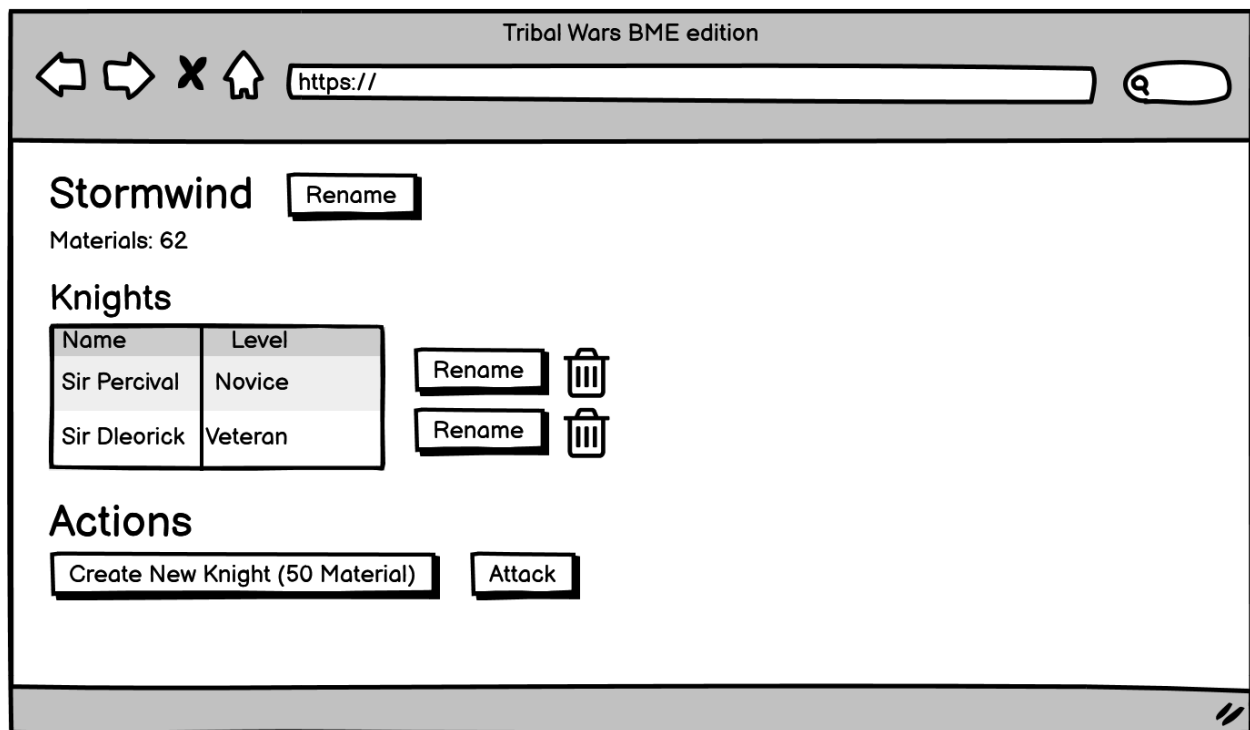 Tribal Wars BME edition
https://
Stormwind Rename
Materials: 62
Knights
Name Level
Sir Percival Novice Rename
Sir Dleorick Veteran Rename
Actions
Create New Knight (50 Material) Attack